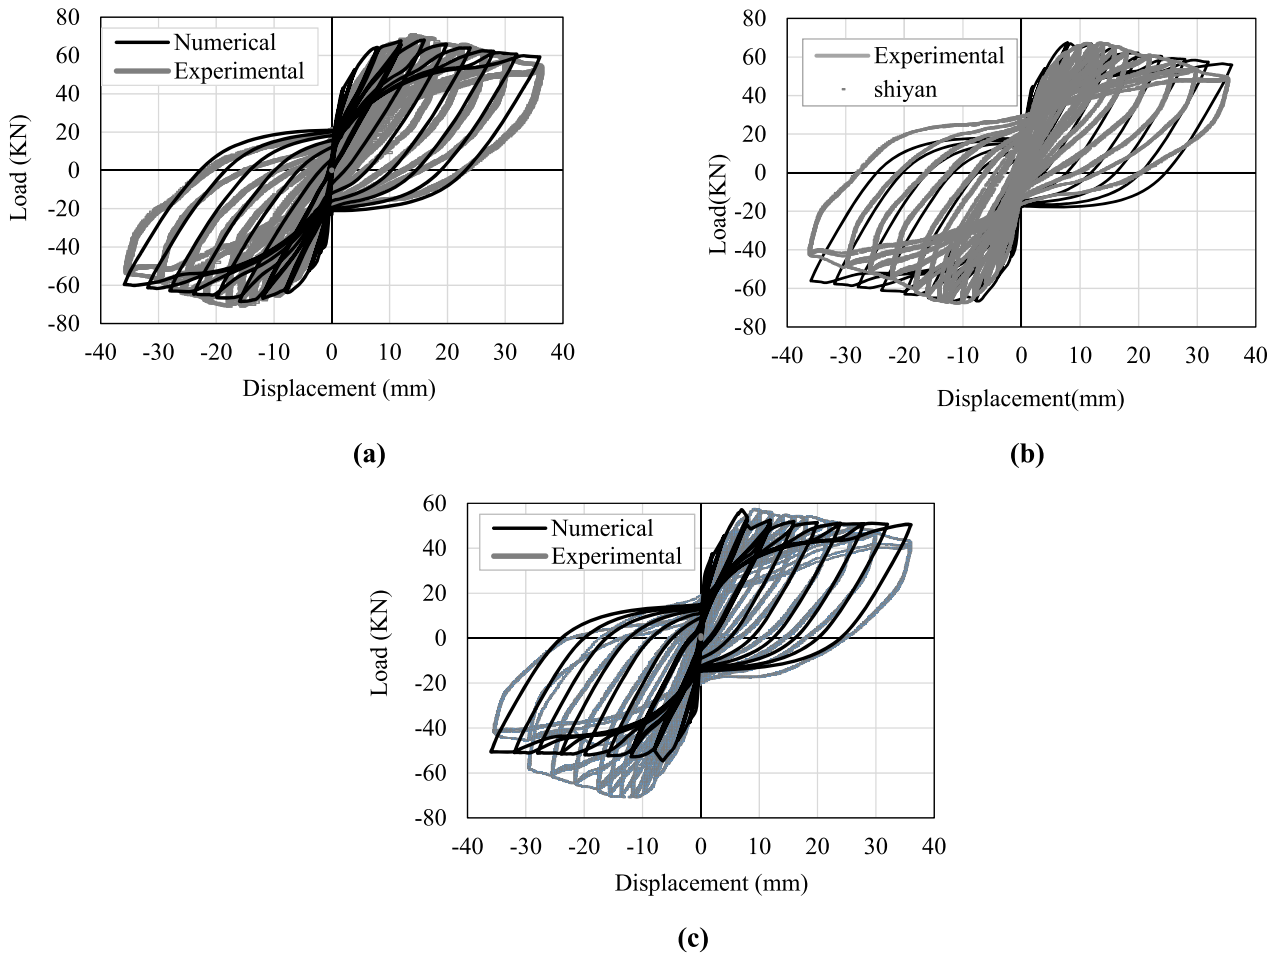 80
60
40
20
0
-20
-40
-60
-80
-40 -30 -20 -10 0 10 20 30 40
Load (KN)
Displacement (mm)
Numerical
Experimental
(a)
80
60
40
20
0
-20
-40
-60
-80
-40 -30 -20 -10 0 10 20 30 40
Load(KN)
Displacement(mm)
Experimental
shiyan
(b)
60
40
20
0
-20
-40
-60
-80
-40 -30 -20 -10 0 10 20 30 40
Load (KN)
Displacement (mm)
Numerical
Experimental
(c)